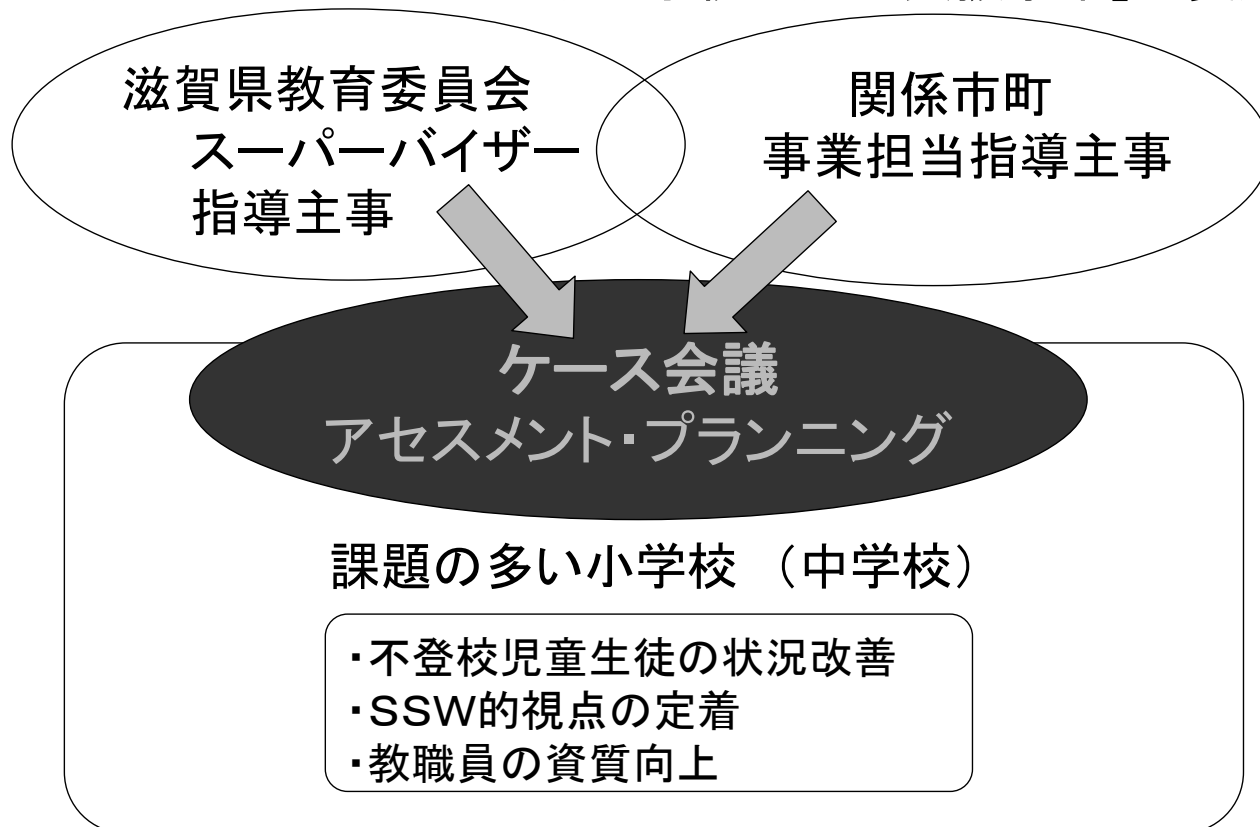 滋賀県教育委員会
スーパーバイザー
指導主事
関係市町
事業担当指導主事
ケース会議
アセスメント・プランニング
課題の多い小学校 （中学校）
・不登校児童生徒の状況改善
・SSW的視点の定着
・教職員の資質向上